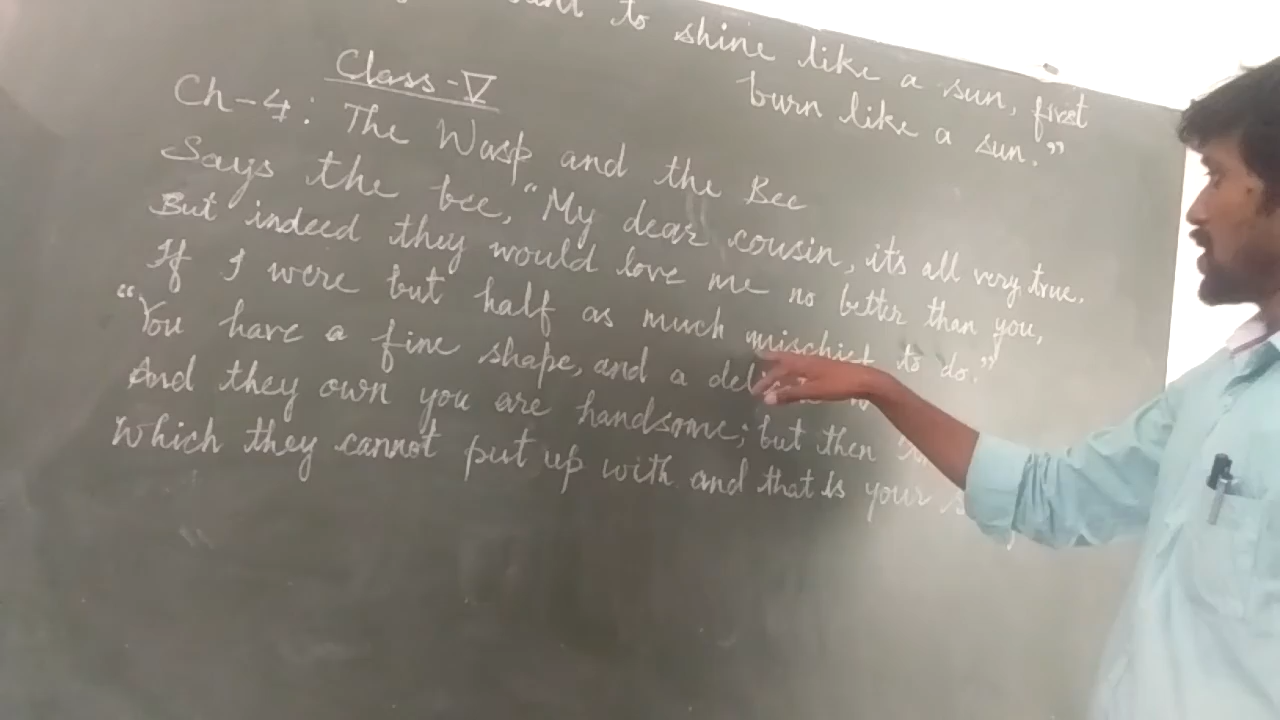 to shine like a sun, first
burn like a sun."
Class-V
Ch-4: The Wasp and the Bee
Says the bee, "My dear cousin, it's all very true.
But indeed they would love me no better than you,
If I were but half as much mischief to do."
"You have a fine shape, and a
And they own you are handsome; but then
Which they cannot put up with and that is your